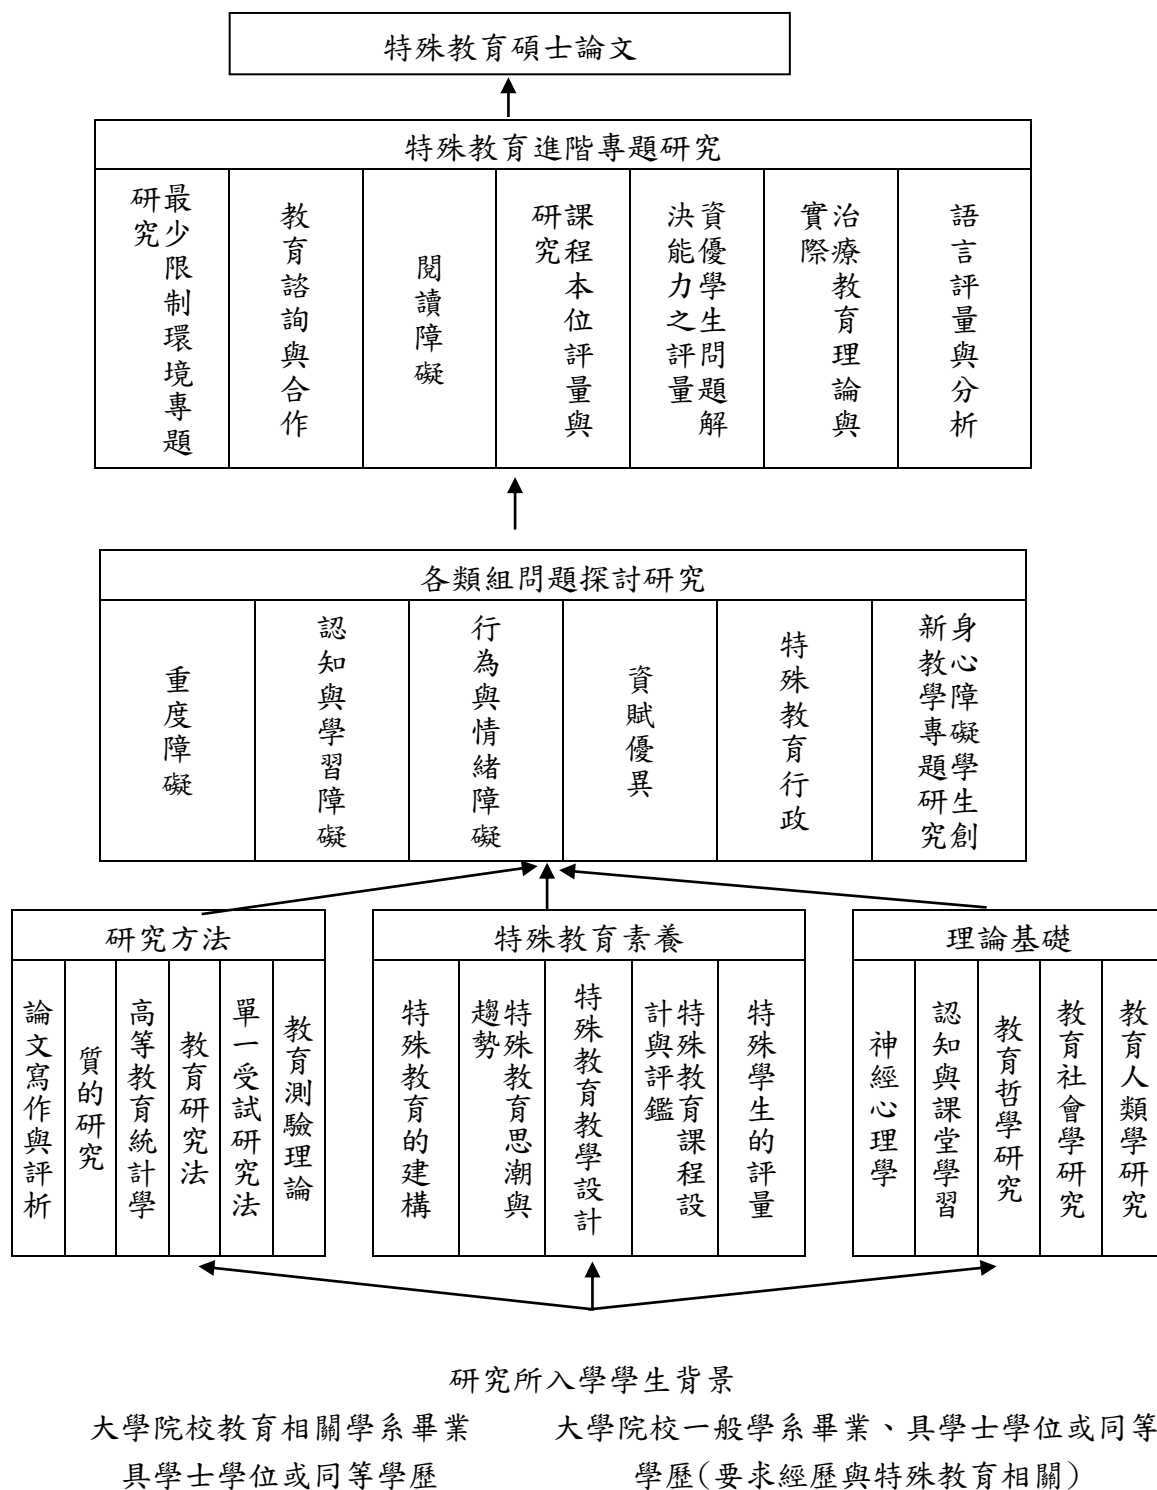 特殊教育碩士論文
特殊教育進階專題研究
最少限制環境專題
研究
教育諮詢與合作
閱讀障礙
課程本位評量與
研究
資優學生問題解
決能力之評量
治療教育理論與
實際
語言評量與分析
各類組問題探討研究
重度障礙
認知與學習障礙
行為與情緒障礙
資賦優異
特殊教育行政
身心障礙學生創
新教學專題研究
研究方法
論文寫作與評析
質的研究
高等教育統計學
教育研究法
單一受試研究法
教育測驗理論
特殊教育素養
特殊教育的建構
特殊教育思潮與
趨勢
特殊教育教學設計
特殊教育課程設
計與評鑑
特殊學生的評量
理論基礎
神經心理學
認知與課堂學習
教育哲學研究
教育社會學研究
教育人類學研究
研究所入學學生背景
大學院校教育相關學系畢業
具學士學位或同等學歷
大學院校一般學系畢業、具學士學位或同等
學歷(要求經歷與特殊教育相關)